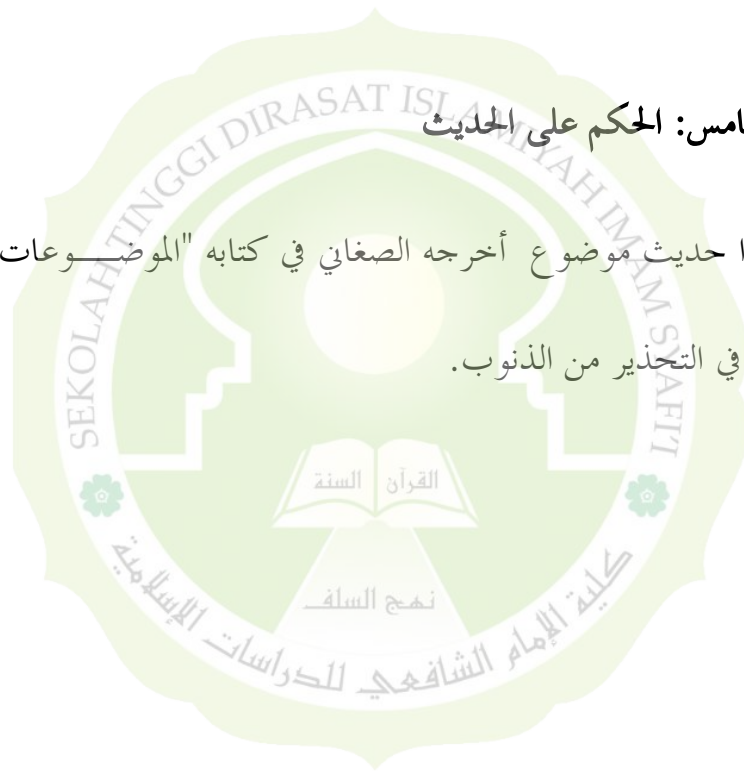 امس: الحكم على الحديث
ا حديث موضوع أخرجه الصغاني في كتابه "الموضــــوعات
في التحذير من الذنوب.
SEKOLAH TINGGI DIRASAT ISLAMIYAH IMAM SYAFI'I
القرآن السنة
نهج السلف
كلية الإمام الشافعي للدراسات الإسلامية